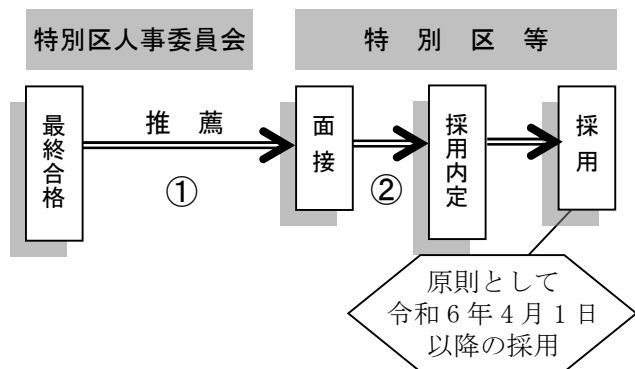 特別区人事委員会
特別区等
最終合格
推薦
①
面接
②
採用内定
採用
原則として
令和6年4月1日
以降の採用